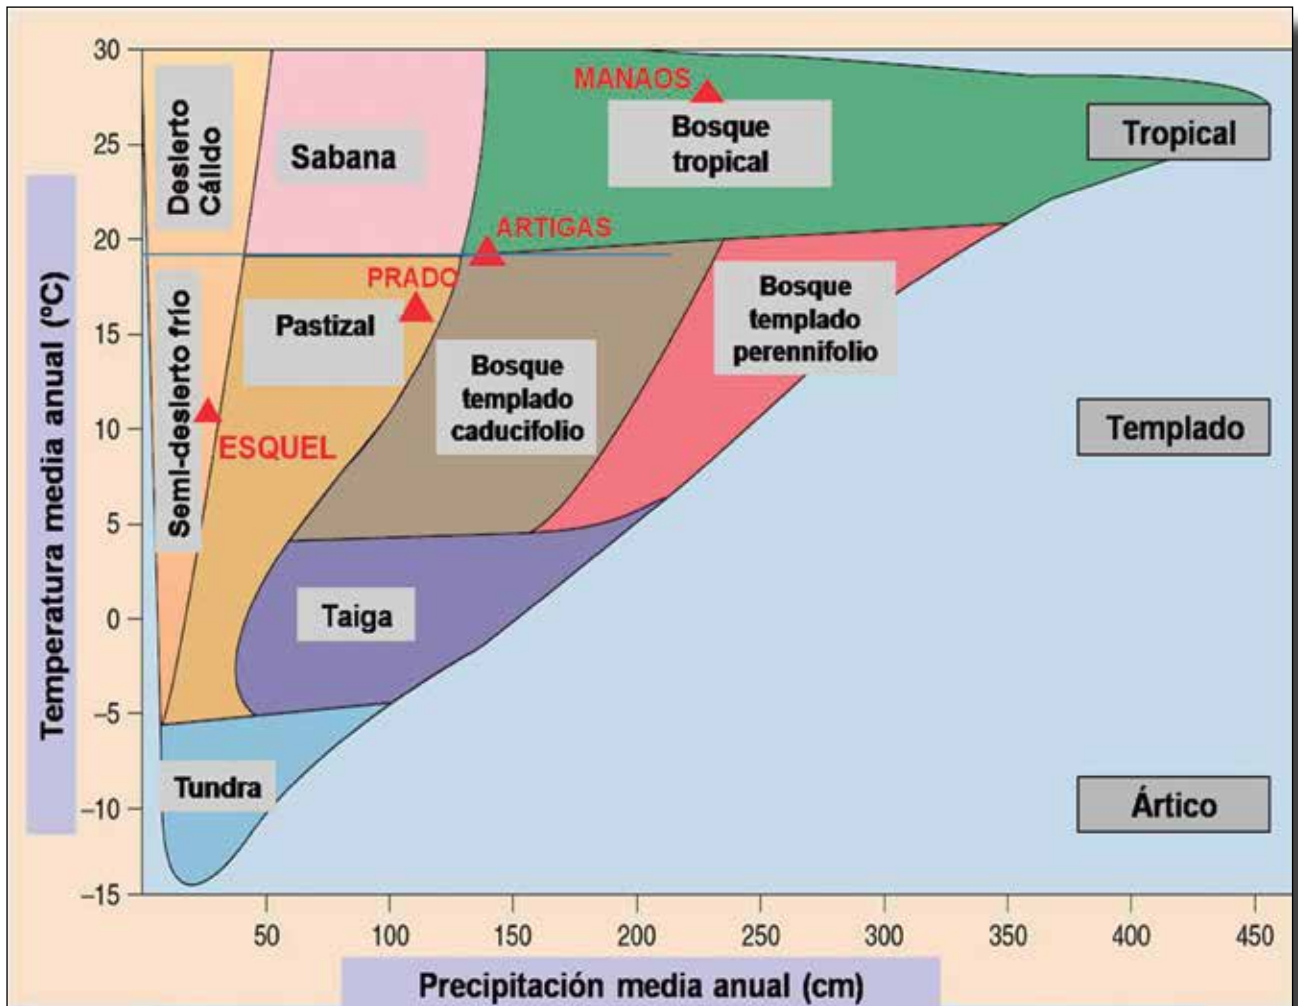 30
25
20
15
10
5
0
−5
−10
−15
Temperatura media anual (ºC)
Desierto
Cálldo
Sabana
MANAOS
Bosque
tropical
Tropical
ARTIGAS
PRADO
Semi-desierto frío
Pastizal
Bosque
templado
perennifolio
Bosque
templado
caducifolio
Templado
ESQUEL
Taiga
Tundra
Ártico
50
100
150
200
250
300
350
400
450
Precipitación media anual (cm)